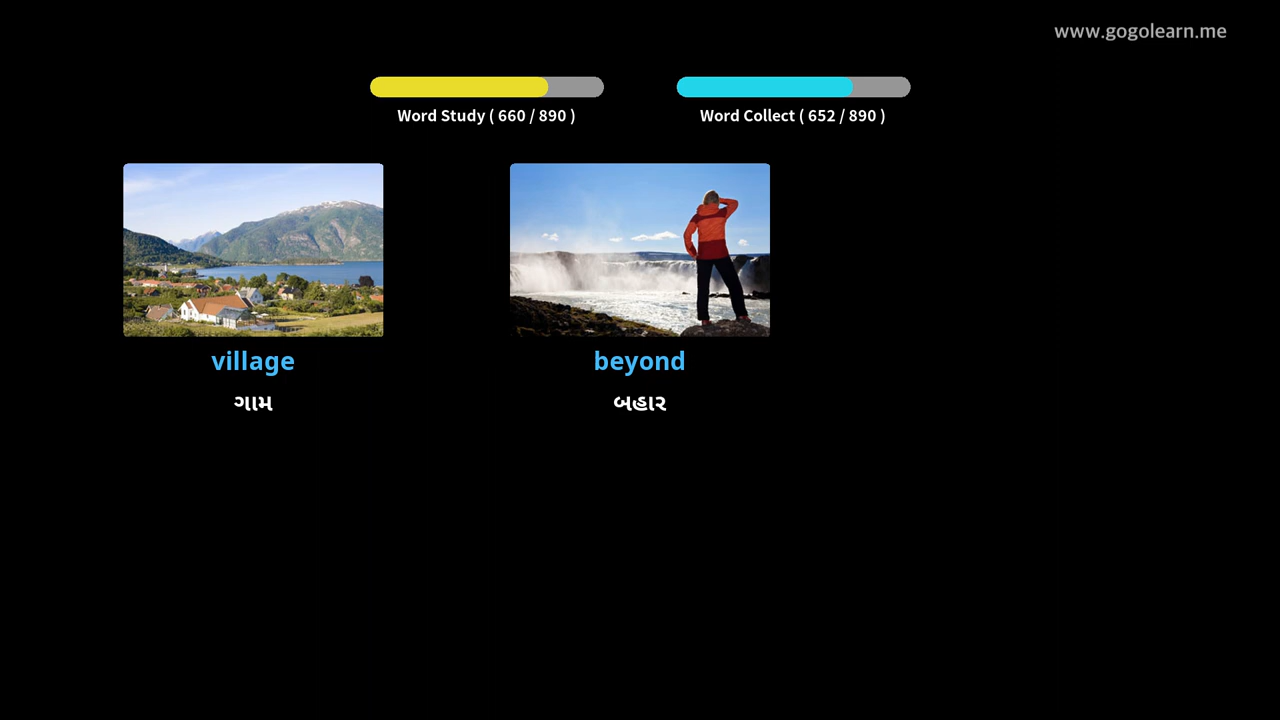 www.gogolearn.me
Word Study ( 660 / 890 )
Word Collect ( 652 / 890 )
village
ગામ
beyond
બહાર